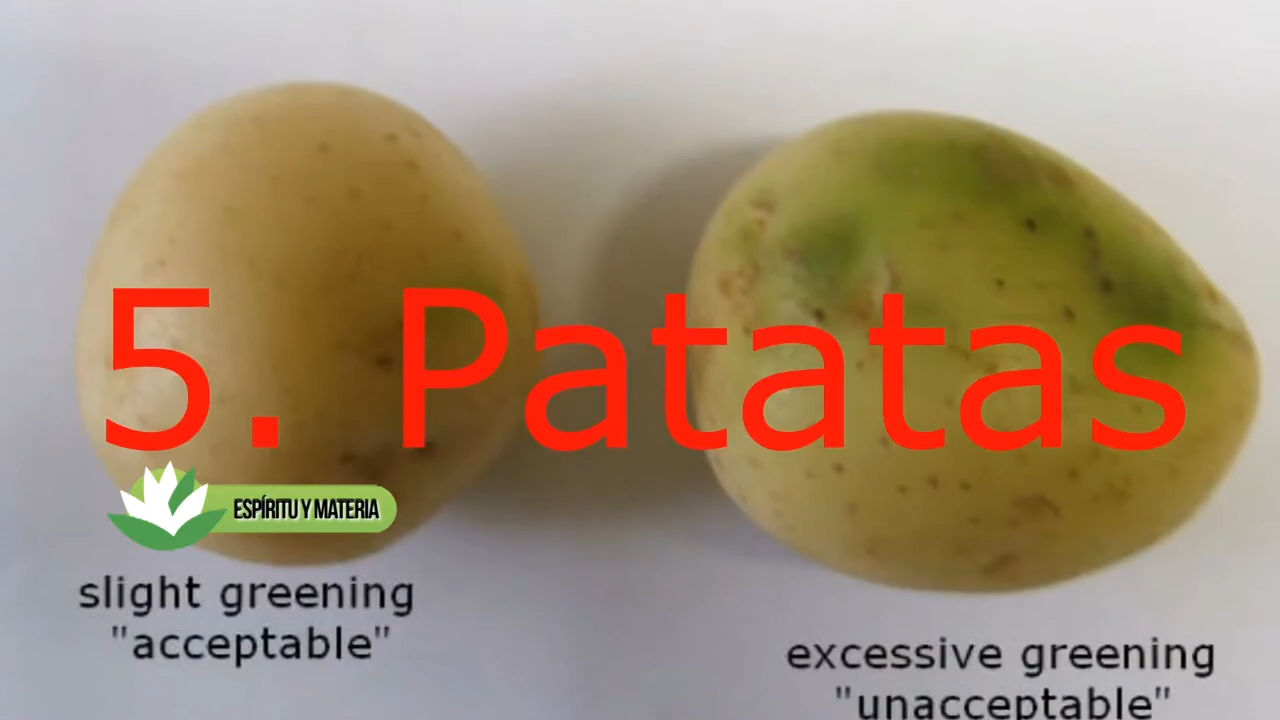 5. Patatas
ESPÍRITU Y MATERIA
slight greening
"acceptable"
excessive greening
"unacceptable"